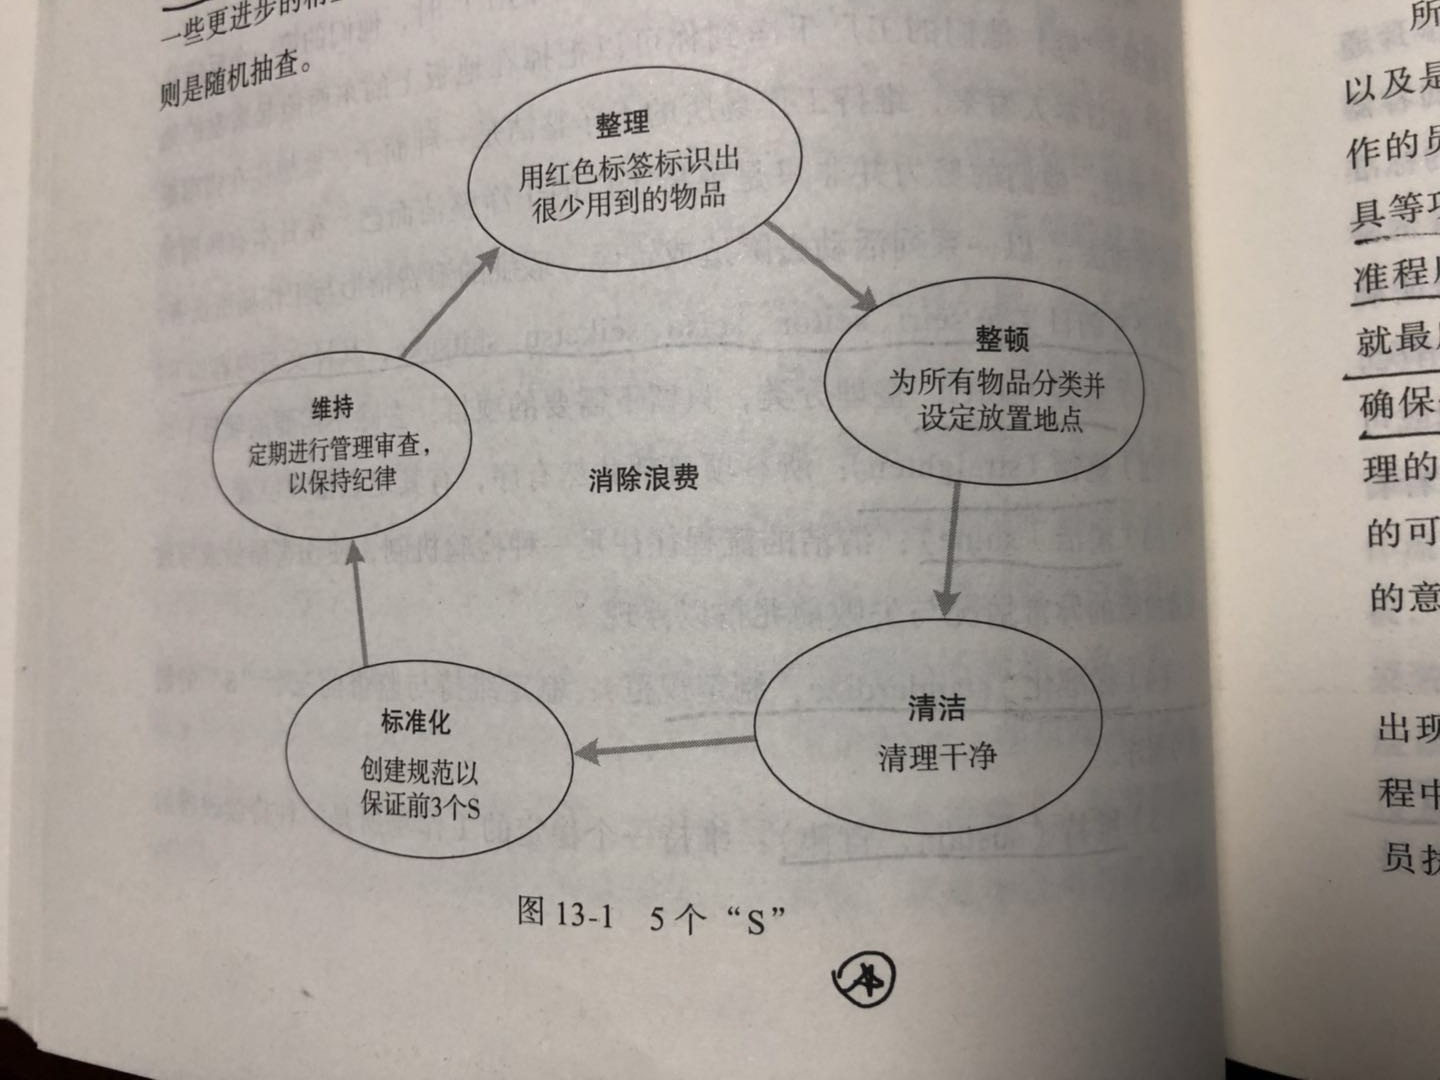 一些更进步的
则是随机抽查。
整理
用红色标签标识出
很少用到的物品
整顿
为所有物品分类并
设定放置地点
维持
定期进行管理审查，
以保持纪律
消除浪费
清洁
清理干净
标准化
创建规范以
保证前3个S
图 13-1 5个“S”
所
以及是
作的员
具等项
准程序
就最
确保
理的
的可
的意
出现
程中
员执